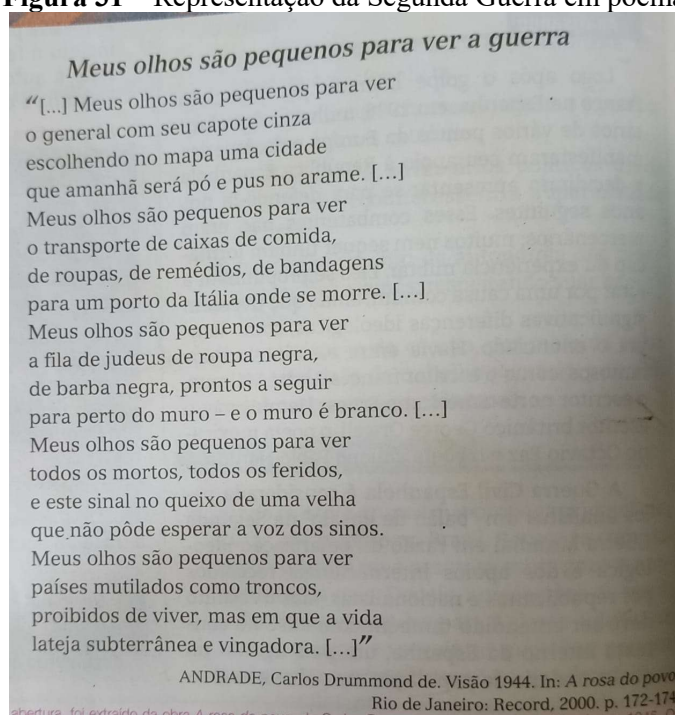 Figura 31 – Representação da Segunda Guerra em poema
Meus olhos são pequenos para ver a guerra
“[...] Meus olhos são pequenos para ver
o general com seu capote cinza
escolhendo no mapa uma cidade
que amanhã será pó e pus no arame. [...]
Meus olhos são pequenos para ver
o transporte de caixas de comida,
de roupas, de remédios, de bandagens
para um porto da Itália onde se morre. [...]
Meus olhos são pequenos para ver
a fila de judeus de roupa negra,
de barba negra, prontos a seguir
para perto do muro – e o muro é branco. [...]
Meus olhos são pequenos para ver
todos os mortos, todos os feridos,
e este sinal no queixo de uma velha
que não pôde esperar a voz dos sinos.
Meus olhos são pequenos para ver
países mutilados como troncos,
proibidos de viver, mas em que a vida
lateja subterrânea e vingadora. [...]”
ANDRADE, Carlos Drummond de. Visão 1944. In: A rosa do povo
Rio de Janeiro: Record, 2000. p. 172-174